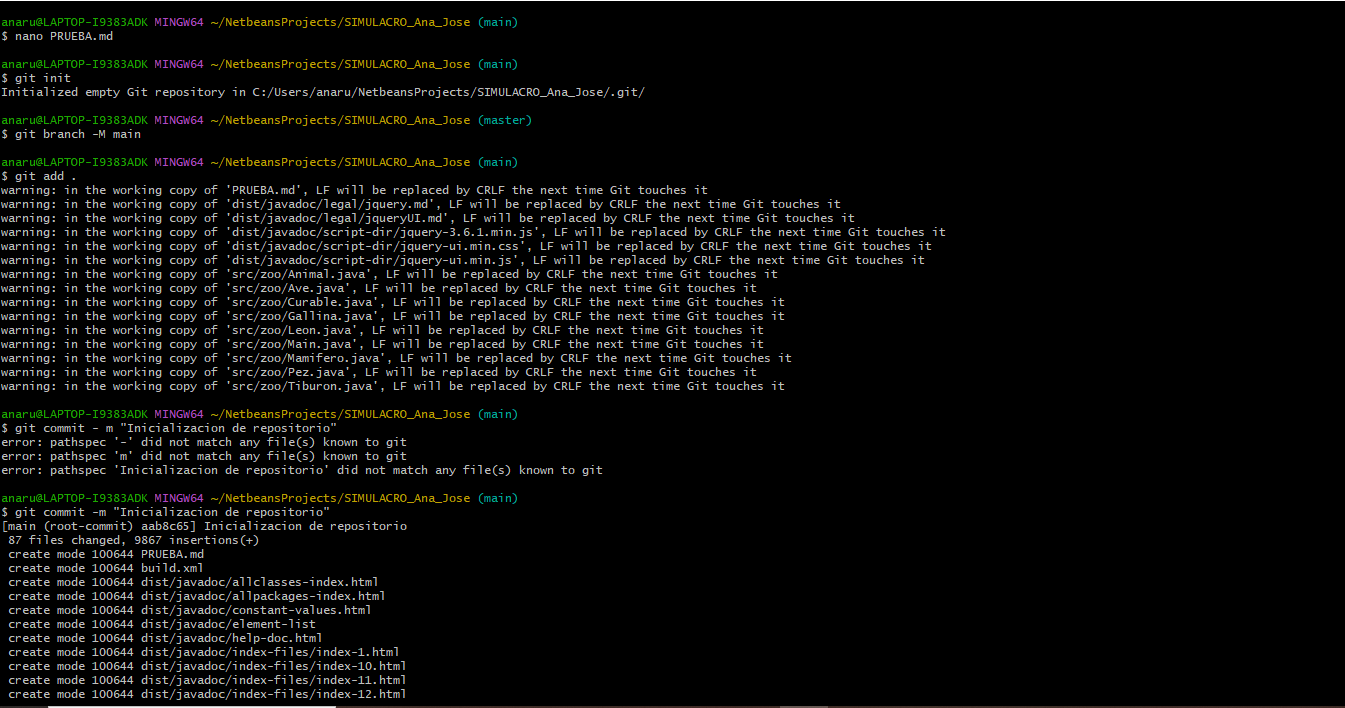 anaru@LAPTOP-I9383ADK MINGW64 ~/NetbeansProjects/SIMULACRO_Ana_Jose (main)
$ nano PRUEBA.md
anaru@LAPTOP-I9383ADK MINGW64 ~/NetbeansProjects/SIMULACRO_Ana_Jose (main)
$ git init
Initialized empty Git repository in C:/Users/anaru/NetbeansProjects/SIMULACRO_Ana_Jose/.git/
anaru@LAPTOP-I9383ADK MINGW64 ~/NetbeansProjects/SIMULACRO_Ana_Jose (master)
$ git branch -M main
anaru@LAPTOP-I9383ADK MINGW64 ~/NetbeansProjects/SIMULACRO_Ana_Jose (main)
$ git add .
warning: in the working copy of 'PRUEBA.md', LF will be replaced by CRLF the next time Git touches it
warning: in the working copy of 'dist/javadoc/legal/jquery.md', LF will be replaced by CRLF the next time Git touches it
warning: in the working copy of 'dist/javadoc/legal/jqueryUI.md', LF will be replaced by CRLF the next time Git touches it
warning: in the working copy of 'dist/javadoc/script-dir/jquery-3.6.1.min.js', LF will be replaced by CRLF the next time Git touches it
warning: in the working copy of 'dist/javadoc/script-dir/jquery-ui.min.css', LF will be replaced by CRLF the next time Git touches it
warning: in the working copy of 'dist/javadoc/script-dir/jquery-ui.min.js', LF will be replaced by CRLF the next time Git touches it
warning: in the working copy of 'src/zoo/Animal.java', LF will be replaced by CRLF the next time Git touches it
warning: in the working copy of 'src/zoo/Ave.java', LF will be replaced by CRLF the next time Git touches it
warning: in the working copy of 'src/zoo/Curable.java', LF will be replaced by CRLF the next time Git touches it
warning: in the working copy of 'src/zoo/Gallina.java', LF will be replaced by CRLF the next time Git touches it
warning: in the working copy of 'src/zoo/Leon.java', LF will be replaced by CRLF the next time Git touches it
warning: in the working copy of 'src/zoo/Main.java', LF will be replaced by CRLF the next time Git touches it
warning: in the working copy of 'src/zoo/Mamifero.java', LF will be replaced by CRLF the next time Git touches it
warning: in the working copy of 'src/zoo/Pez.java', LF will be replaced by CRLF the next time Git touches it
warning: in the working copy of 'src/zoo/Tiburon.java', LF will be replaced by CRLF the next time Git touches it
anaru@LAPTOP-I9383ADK MINGW64 ~/NetbeansProjects/SIMULACRO_Ana_Jose (main)
$ git commit - m "Inicializacion de repositorio"
error: pathspec '-' did not match any file(s) known to git
error: pathspec 'm' did not match any file(s) known to git
error: pathspec 'Inicializacion de repositorio' did not match any file(s) known to git
anaru@LAPTOP-I9383ADK MINGW64 ~/NetbeansProjects/SIMULACRO_Ana_Jose (main)
$ git commit -m "Inicializacion de repositorio"
[main (root-commit) aab8c65] Inicializacion de repositorio
87 files changed, 9867 insertions(+)
create mode 100644 PRUEBA.md
create mode 100644 build.xml
create mode 100644 dist/javadoc/allclasses-index.html
create mode 100644 dist/javadoc/allpackages-index.html
create mode 100644 dist/javadoc/constant-values.html
create mode 100644 dist/javadoc/element-list
create mode 100644 dist/javadoc/help-doc.html
create mode 100644 dist/javadoc/index-files/index-1.html
create mode 100644 dist/javadoc/index-files/index-10.html
create mode 100644 dist/javadoc/index-files/index-11.html
create mode 100644 dist/javadoc/index-files/index-12.html